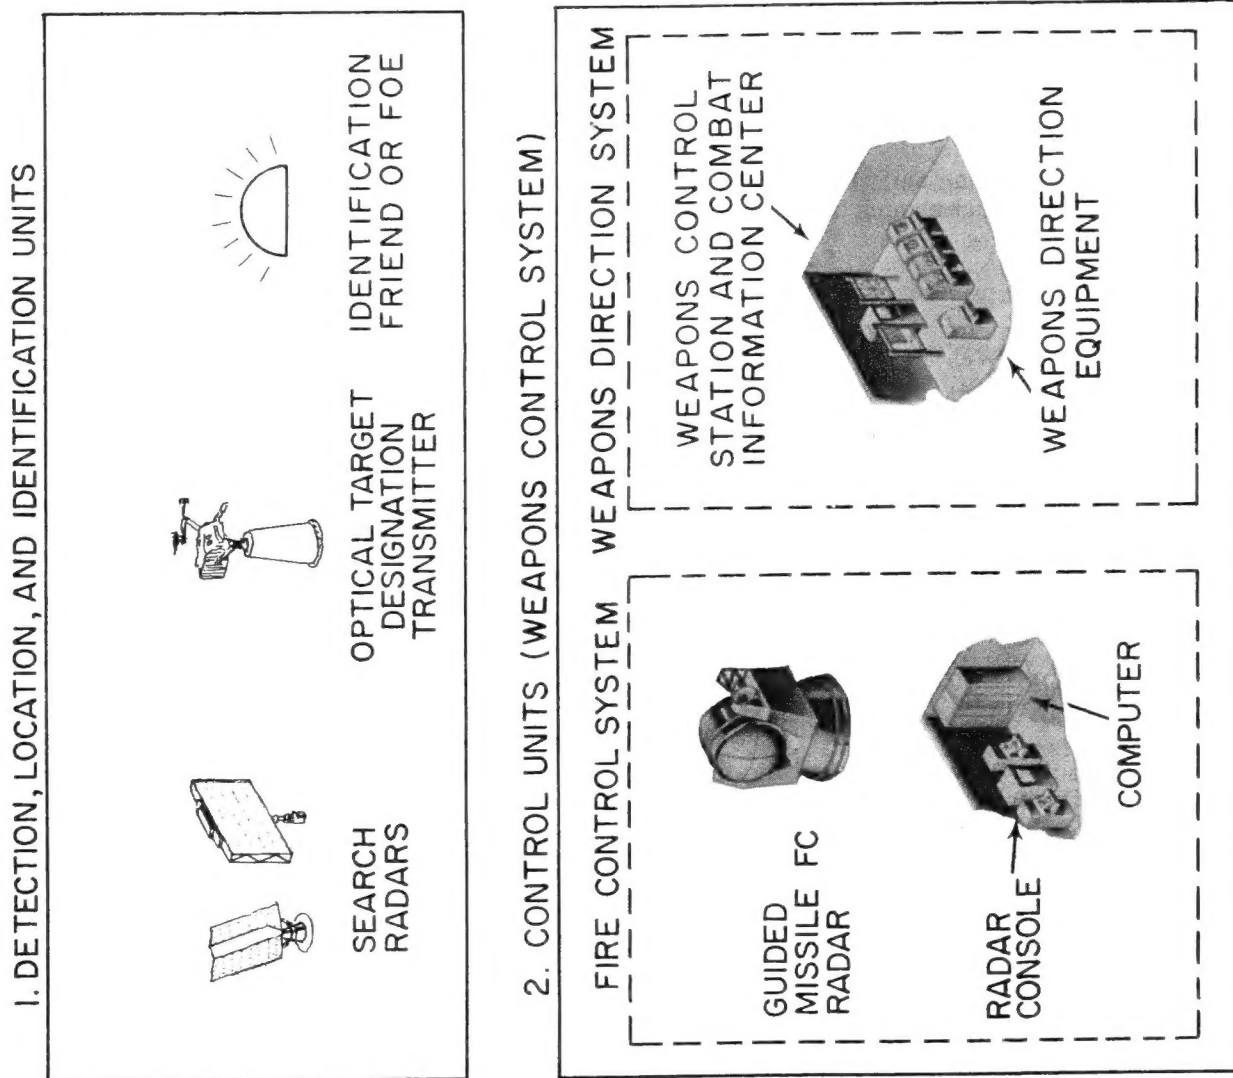 1. DETECTION, LOCATION, AND IDENTIFICATION UNITS
SEARCH
RADARS
OPTICAL TARGET
DESIGNATION
TRANSMITTER
IDENTIFICATION
FRIEND OR FOE
2. CONTROL UNITS (WEAPONS CONTROL SYSTEM)
FIRE CONTROL SYSTEM
GUIDED
MISSILE FC
RADAR
RADAR
CONSOLE
COMPUTER
WEAPONS DIRECTION SYSTEM
WEAPONS CONTROL
STATION AND COMBAT
INFORMATION CENTER
WEAPONS DIRECTION
EQUIPMENT